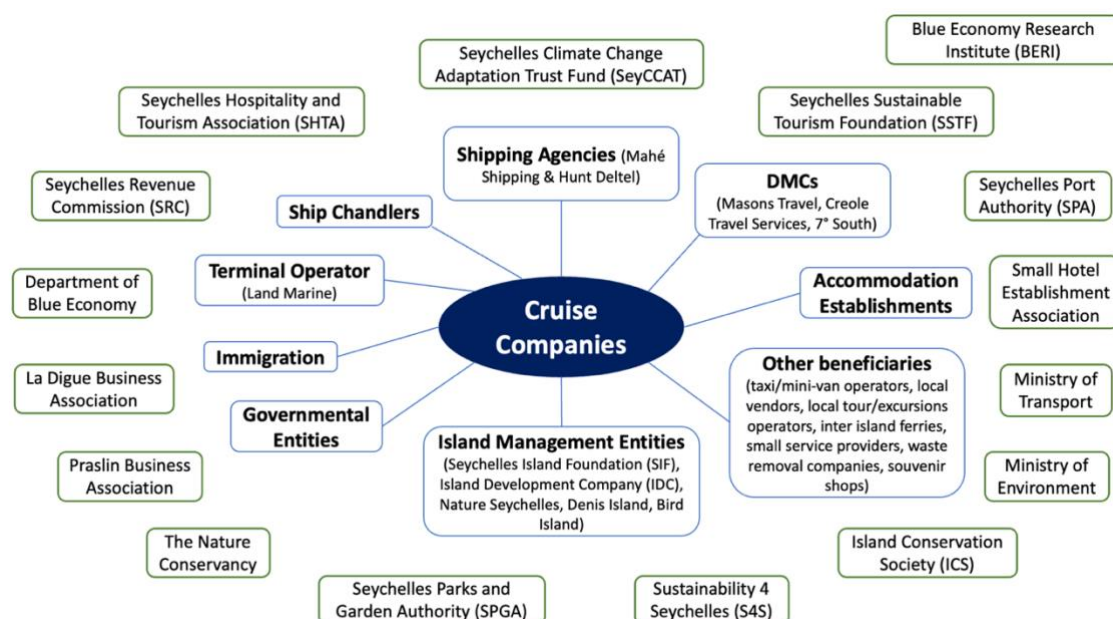 Blue Economy Research
Institute (BERI)
Seychelles Climate Change
Adaptation Trust Fund (SeyCCAT)
Seychelles Hospitality and
Tourism Association (SHTA)
Seychelles Sustainable
Tourism Foundation (SSTF)
Shipping Agencies (Mahé
Shipping & Hunt Deltel)
DMCs
(Masons Travel, Creole
Travel Services, 7° South)
Seychelles Revenue
Commission (SRC)
Ship Chandlers
Seychelles Port
Authority (SPA)
Department of
Blue Economy
Terminal Operator
(Land Marine)
Accommodation
Establishments
Small Hotel
Establishment
Association
Cruise
Companies
Immigration
La Digue Business
Association
Other beneficiaries
(taxi/mini-van operators, local
vendors, local tour/excursions
operators, inter island ferries,
small service providers, waste
removal companies, souvenir
shops)
Ministry of
Transport
Governmental
Entities
Island Management Entities
(Seychelles Island Foundation (SIF),
Island Development Company (IDC),
Nature Seychelles, Denis Island, Bird
Island)
Praslin Business
Association
Ministry of
Environment
The Nature
Conservancy
Island Conservation
Society (ICS)
Seychelles Parks and
Garden Authority (SPGA)
Sustainability 4
Seychelles (S4S)